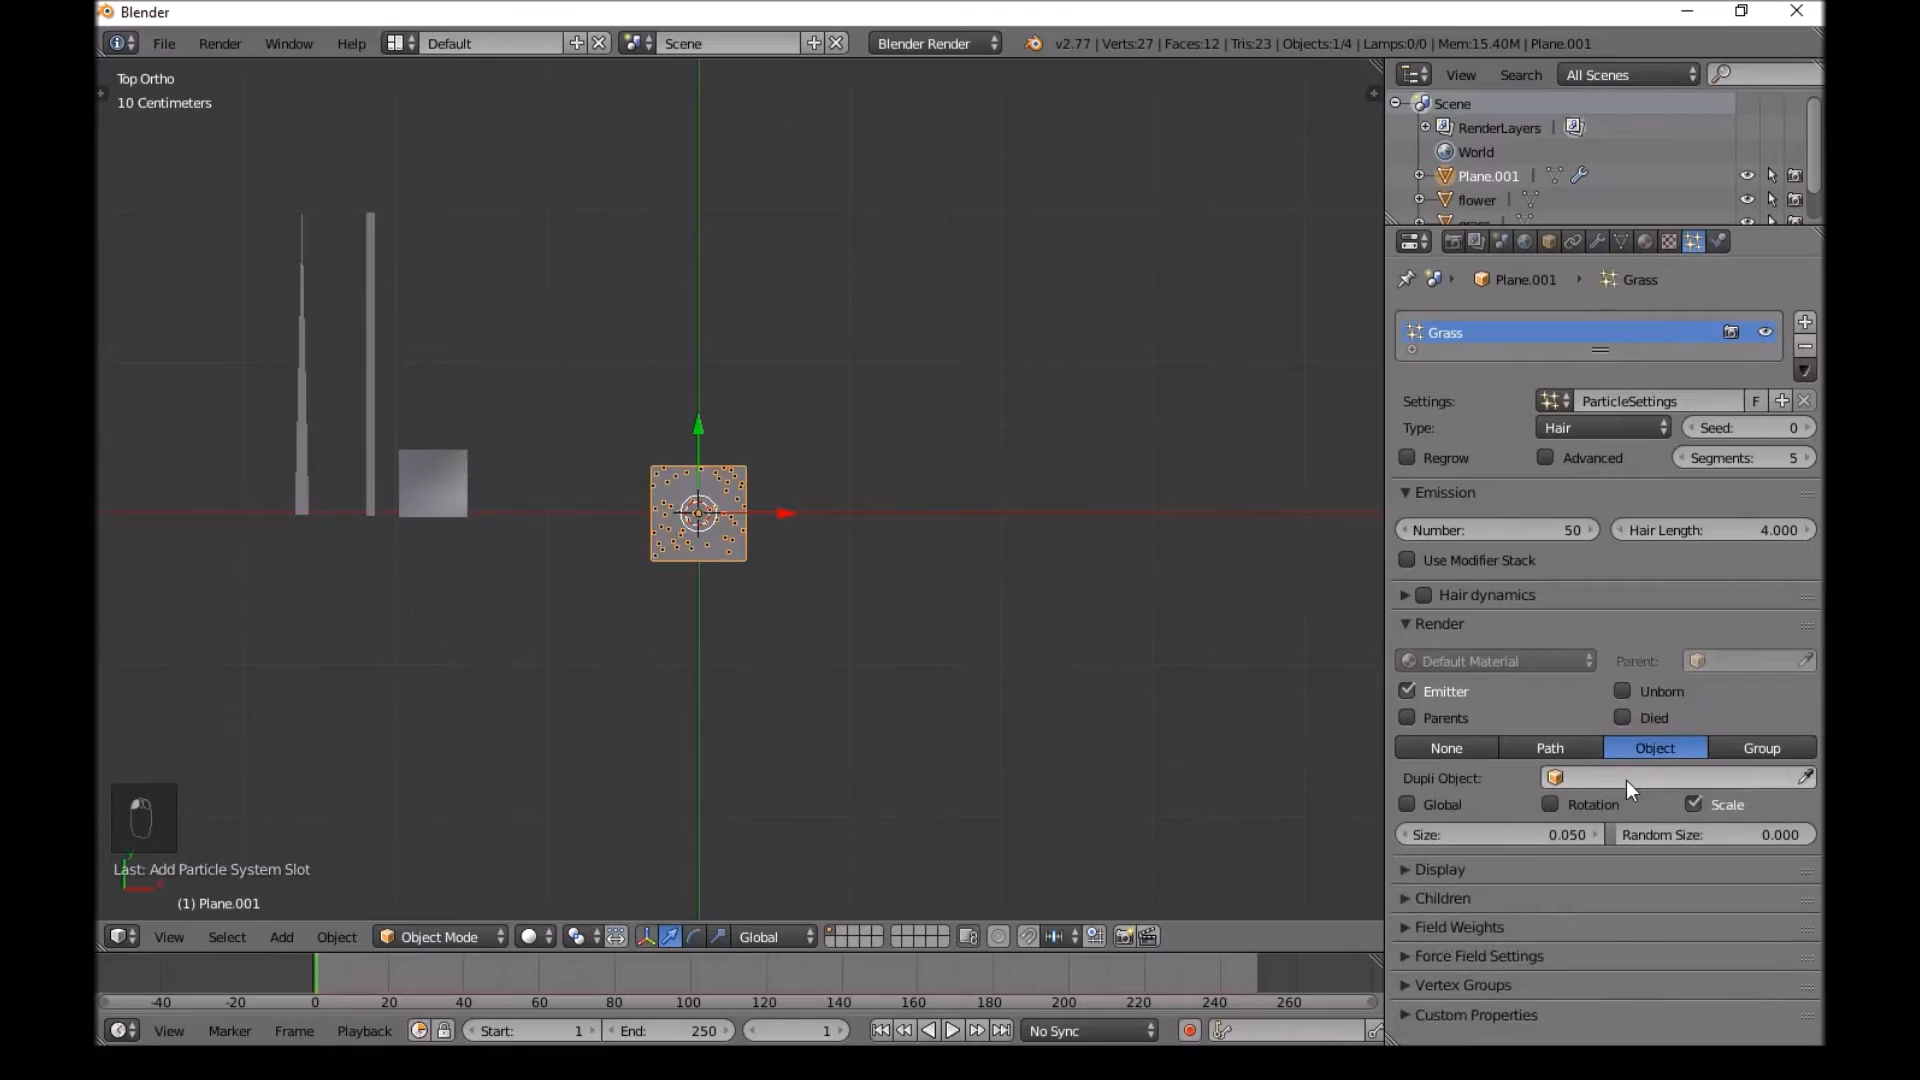 Blender
File Render Window Help Default Scene Blender Render v2.77 | Verts:27 | Faces:12 | Tris:23 | Objects:1/4 | Lamps:0/0 | Mem:15.40M | Plane.001
Top Ortho
10 Centimeters
View Search All Scenes
Scene
RenderLayers
World
Plane.001
flower
Plane.001 Grass
Grass
Settings: ParticleSettings F
Type: Hair Seed: 0
Regrow Advanced Segments: 5
Emission
Number: 50 Hair Length: 4.000
Use Modifier Stack
Hair dynamics
Render
Default Material Parent:
Emitter Unborn
Parents Died
None Path Object Group
Dupli Object:
Global Rotation Scale
Size: 0.050 Random Size: 0.000
Display
Children
Field Weights
Force Field Settings
Vertex Groups
Custom Properties
Last: Add Particle System Slot
(1) Plane.001
View Select Add Object Object Mode Global
-40 -20 0 20 40 60 80 100 120 140 160 180 200 220 240 260
View Marker Frame Playback Start: 1 End: 250 1 No Sync